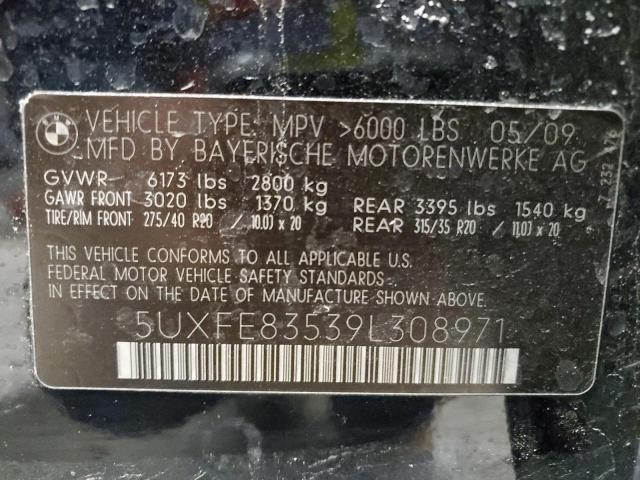 BMW
VEHICLE TYPE: MPV >6000 LBS 05/09
MFD BY BAYERISCHE MOTORENWERKE AG
GVWR 6173 lbs 2800 kg
GAWR FRONT 3020 lbs 1370 kg REAR 3395 lbs 1540 kg
TIRE/RIM FRONT 275/40 R20 / 10.0J x 20 REAR 315/35 R20 / 11.0J x 20
THIS VEHICLE CONFORMS TO ALL APPLICABLE U.S.
FEDERAL MOTOR VEHICLE SAFETY STANDARDS
IN EFFECT ON THE DATE OF MANUFACTURE SHOWN ABOVE.
5UXFE83539L308971
7 232